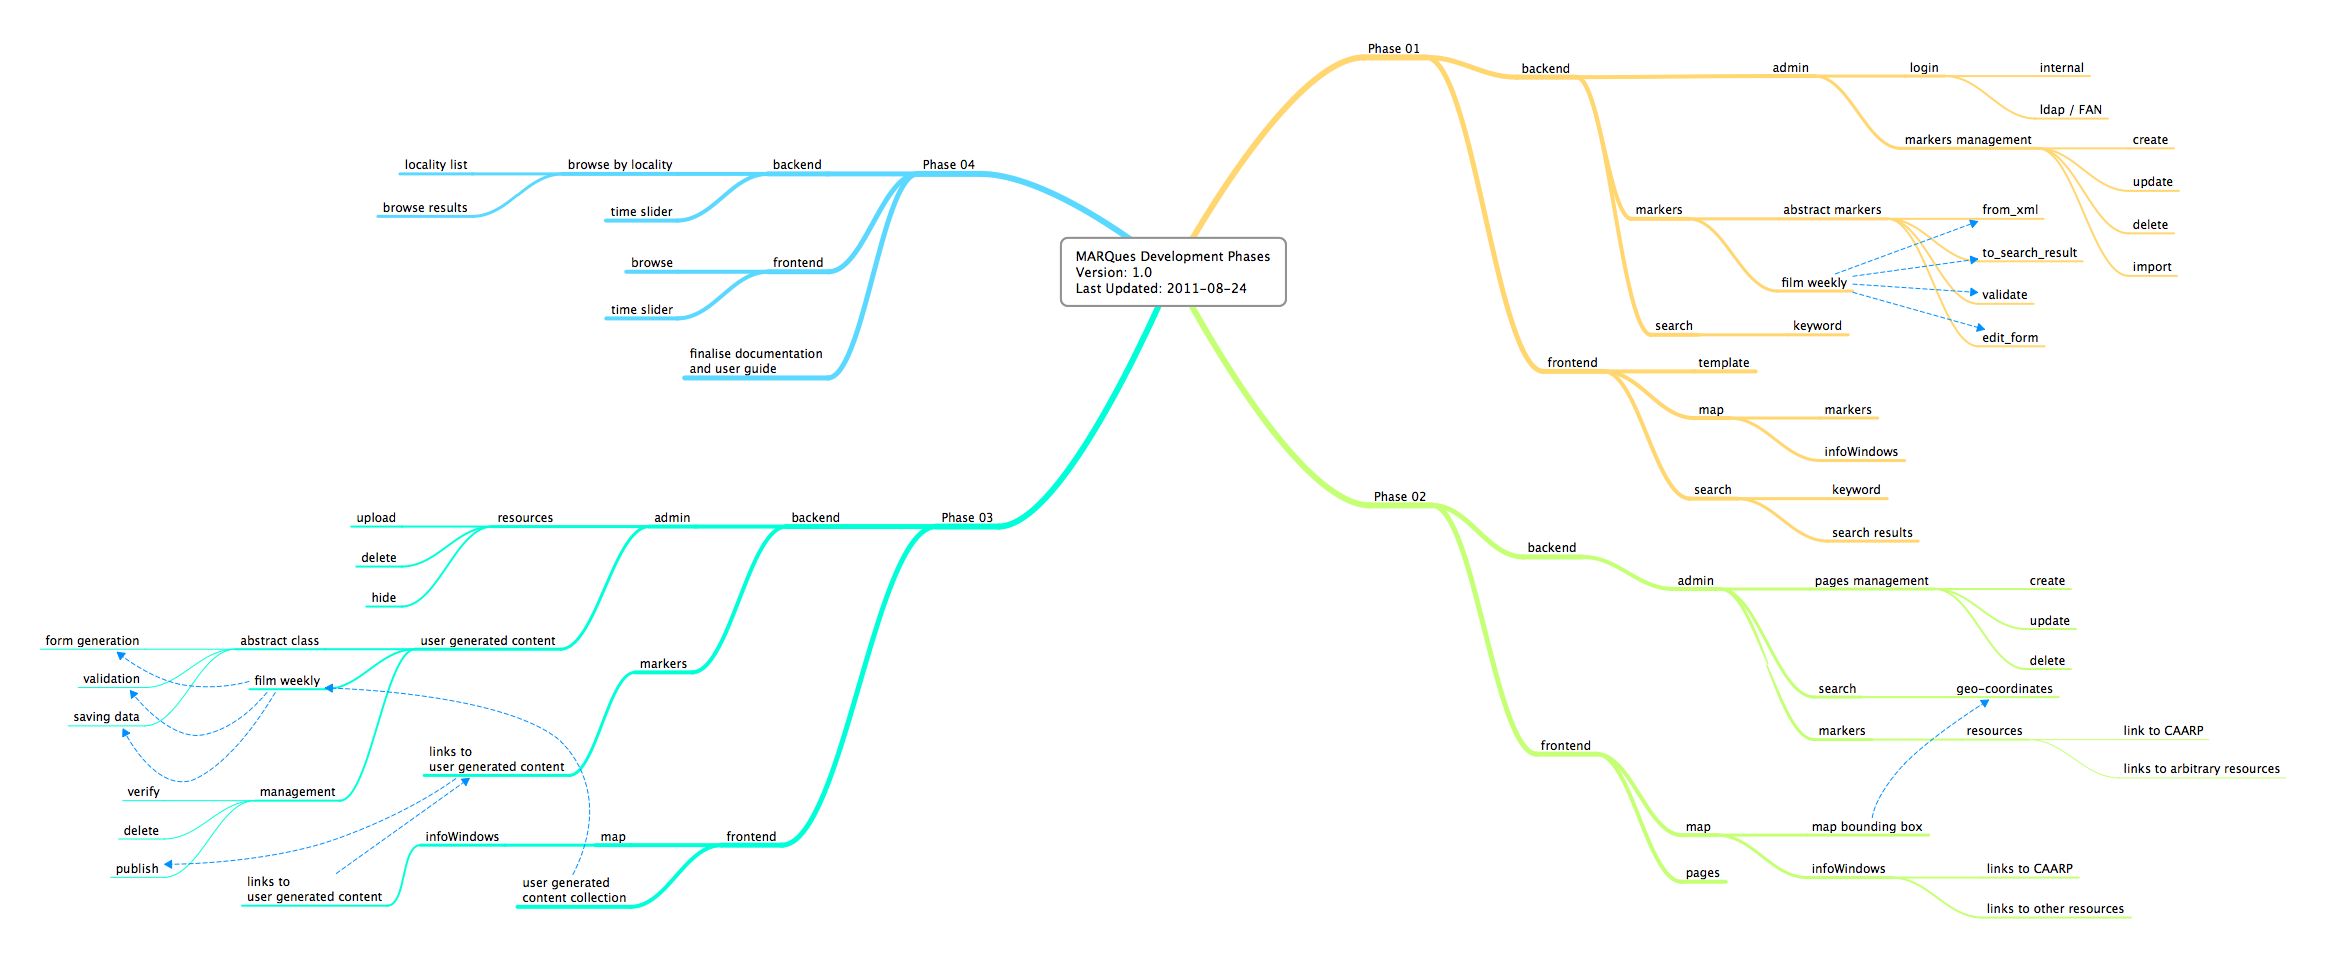 MARQues Development Phases
Version: 1.0
Last Updated: 2011-08-24
Phase 01
backend
admin
login
internal
ldap / FAN
markers management
create
update
delete
import
markers
abstract markers
from_xml
to_search_result
validate
edit_form
film weekly
search
keyword
frontend
template
map
markers
infoWindows
search
keyword
search results
Phase 02
backend
admin
pages management
create
update
delete
search
geo-coordinates
markers
resources
link to CAARP
links to arbitrary resources
frontend
map
map bounding box
infoWindows
links to CAARP
links to other resources
pages
Phase 03
backend
admin
resources
upload
delete
hide
user generated content
abstract class
form generation
validation
saving data
film weekly
management
verify
delete
publish
markers
links to
user generated content
frontend
map
infoWindows
links to
user generated content
user generated
content collection
Phase 04
backend
browse by locality
locality list
browse results
time slider
frontend
browse
time slider
finalise documentation
and user guide